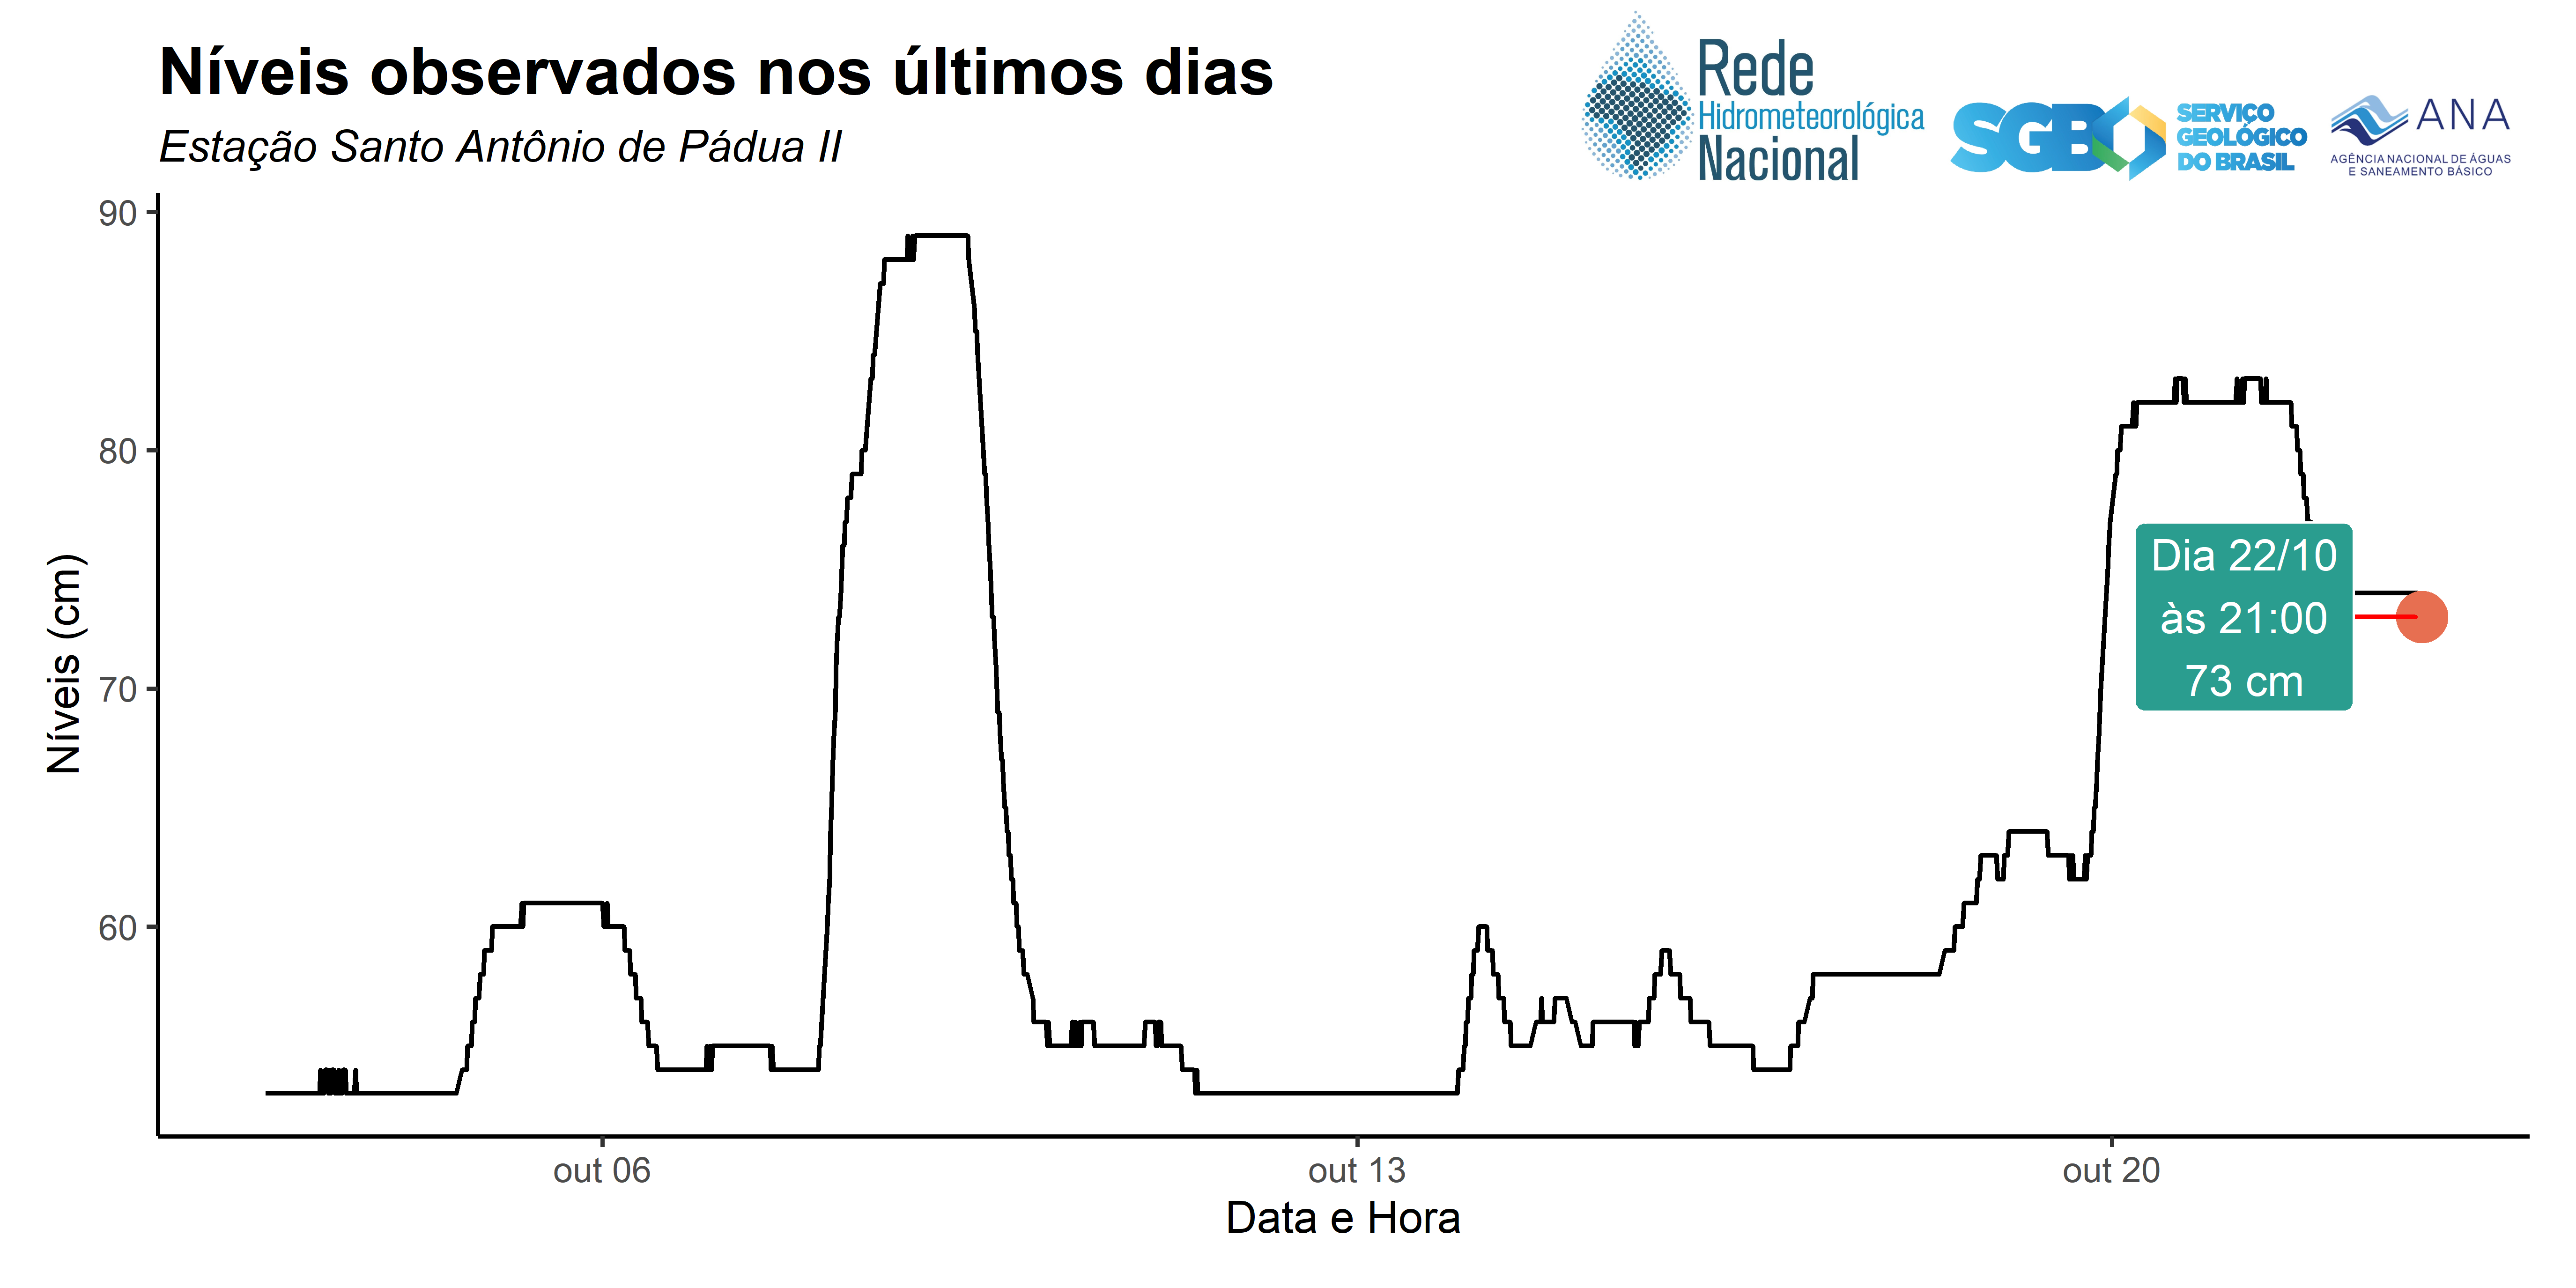 Níveis observados nos últimos dias
Estação Santo Antônio de Pádua II
Rede
Hidrometeorológica
Nacional
SGB
SERVIÇO
GEOLÓGICO
DO BRASIL
ANA
AGÊNCIA NACIONAL DE ÁGUAS
E SANEAMENTO BÁSICO
Níveis (cm)
90
80
70
60
Dia 22/10
às 21:00
73 cm
out 06
out 13
out 20
Data e Hora